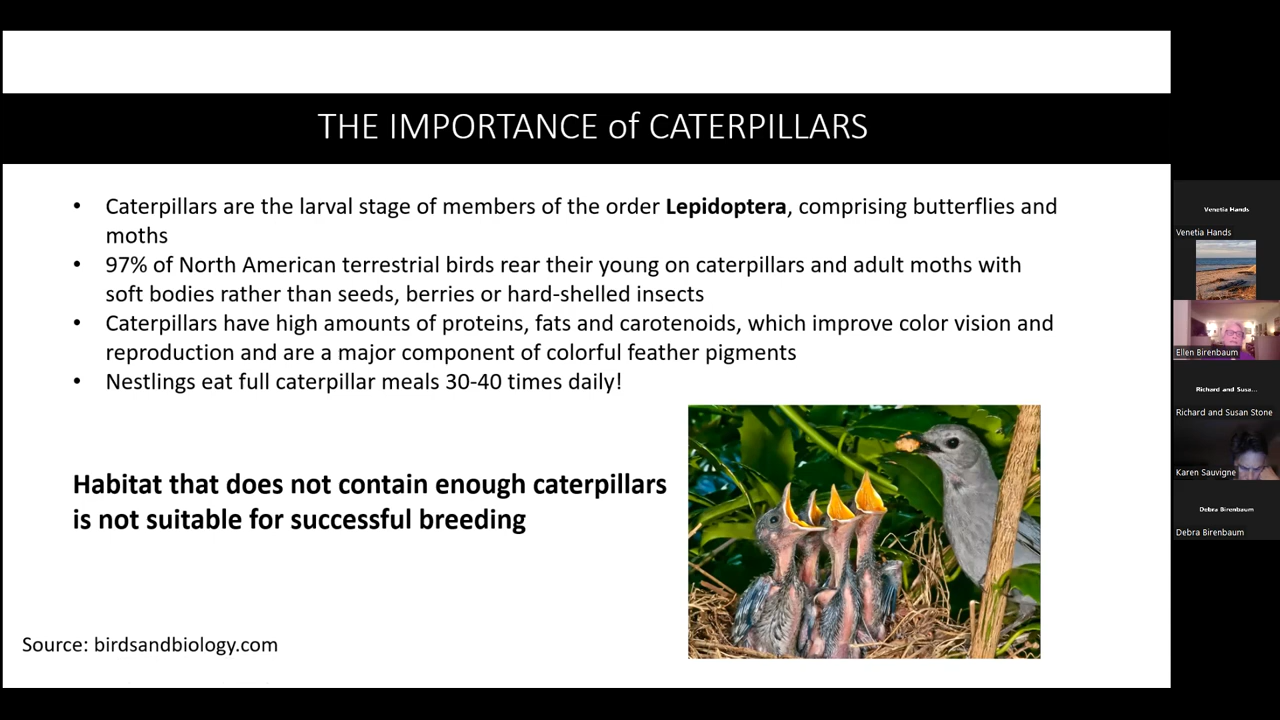 THE IMPORTANCE of CATERPILLARS
• Caterpillars are the larval stage of members of the order Lepidoptera, comprising butterflies and
moths
• 97% of North American terrestrial birds rear their young on caterpillars and adult moths with
soft bodies rather than seeds, berries or hard-shelled insects
• Caterpillars have high amounts of proteins, fats and carotenoids, which improve color vision and
reproduction and are a major component of colorful feather pigments
• Nestlings eat full caterpillar meals 30-40 times daily!
Habitat that does not contain enough caterpillars
is not suitable for successful breeding
Source: birdsandbiology.com
Venetia Hands
Venetia Hands
Ellen Birenbaum
Richard and Susa...
Richard and Susan Stone
Karen Sauvigne
Debra Birenbaum
Debra Birenbaum